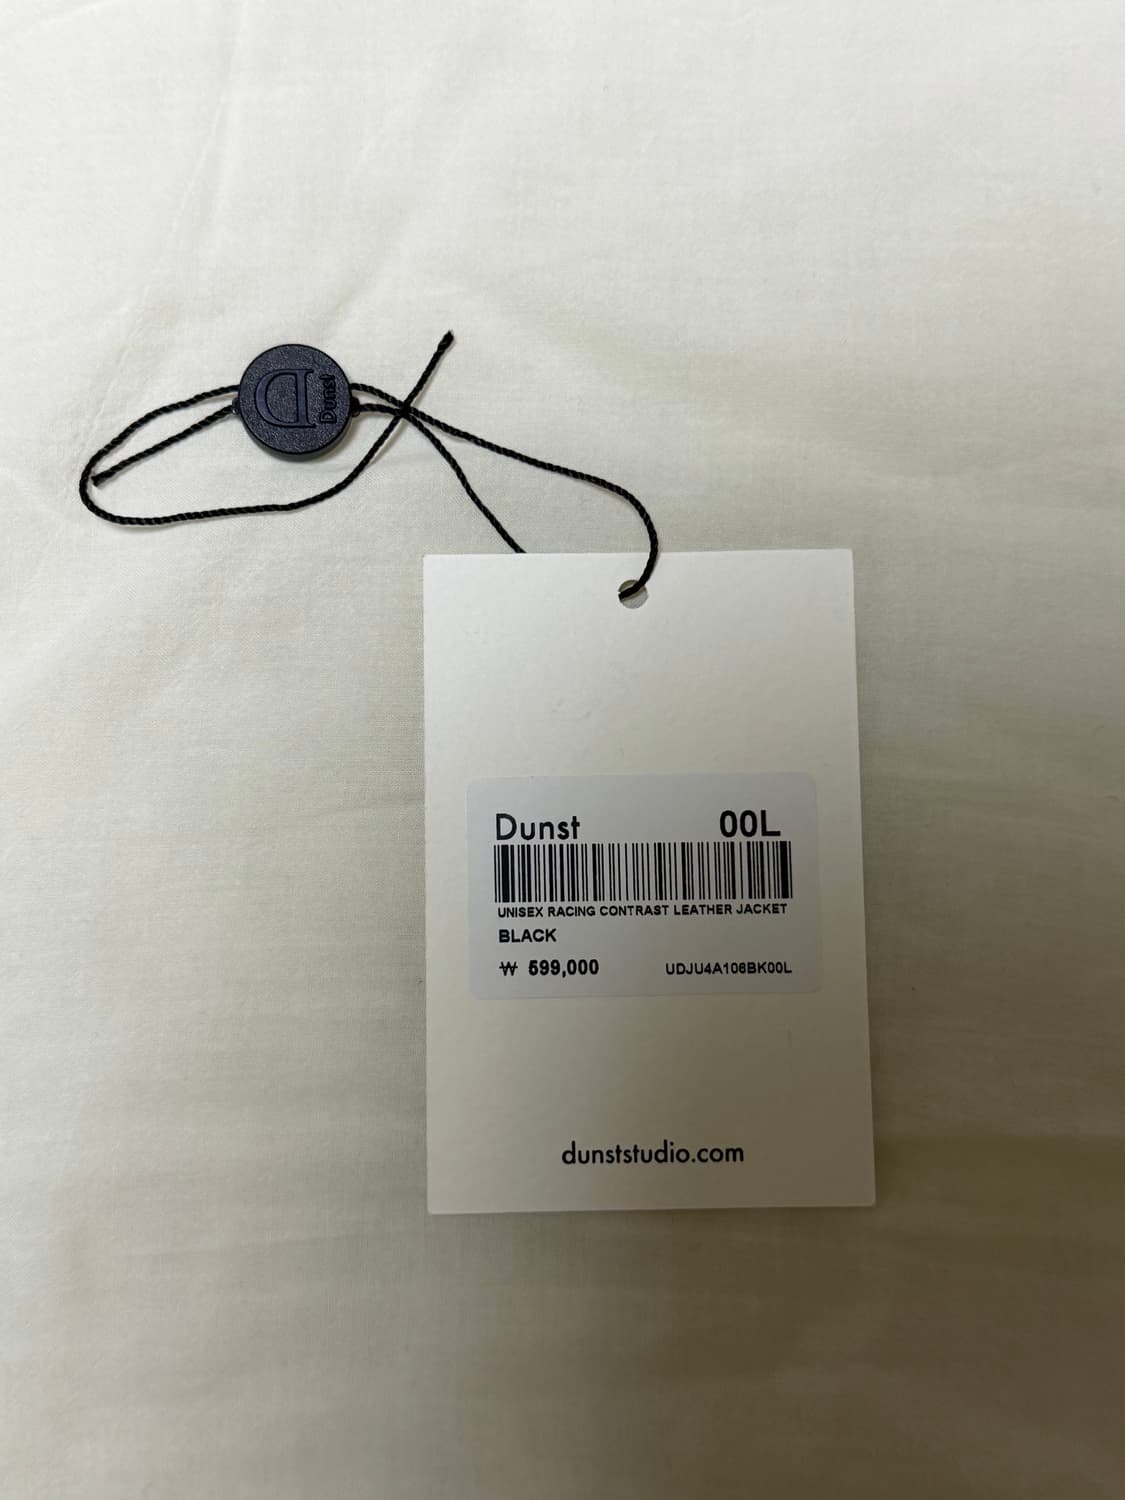 D
Dunst
Dunst 00L
UNISEX RACING CONTRAST LEATHER JACKET
BLACK
₩ 599,000 UDJU4A106BK00L
dunststudio.com